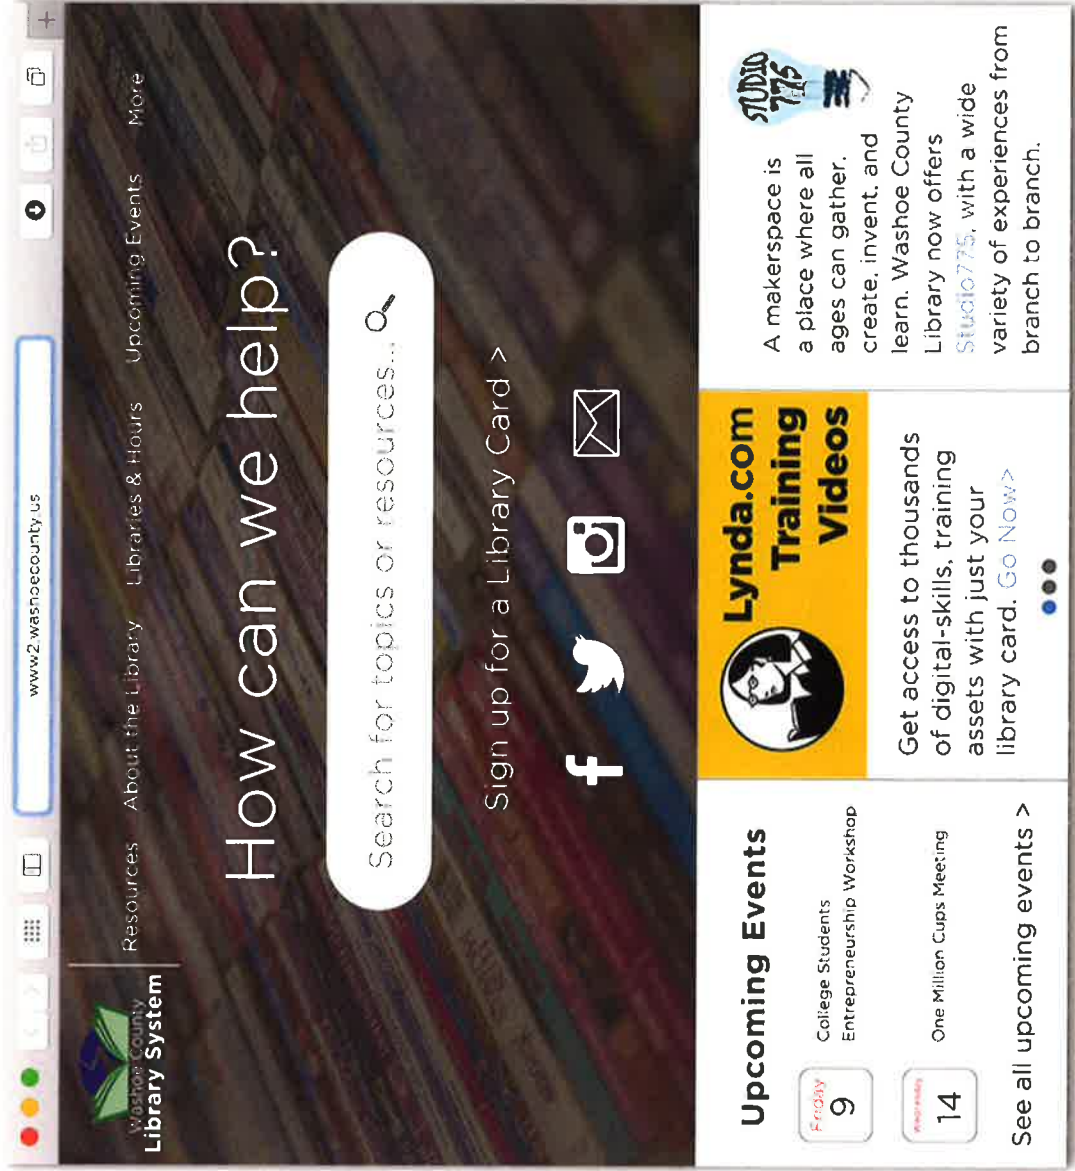 www2.washoecounty.us
Washoe County
Library System
Resources About the Library Libraries & Hours Upcoming Events More
How can we help?
Search for topics or resources...
Sign up for a Library Card >
Upcoming Events
Friday
9
College Students
Entrepreneurship Workshop
Wednesday
14
One Million Cups Meeting
See all upcoming events >
Lynda.com
Training
Videos
Get access to thousands
of digital-skills, training
assets with just your
library card. Go Now>
STUDIO
775
A makerspace is
a place where all
ages can gather,
create, invent, and
learn. Washoe County
Library now offers
Studio775, with a wide
variety of experiences from
branch to branch.